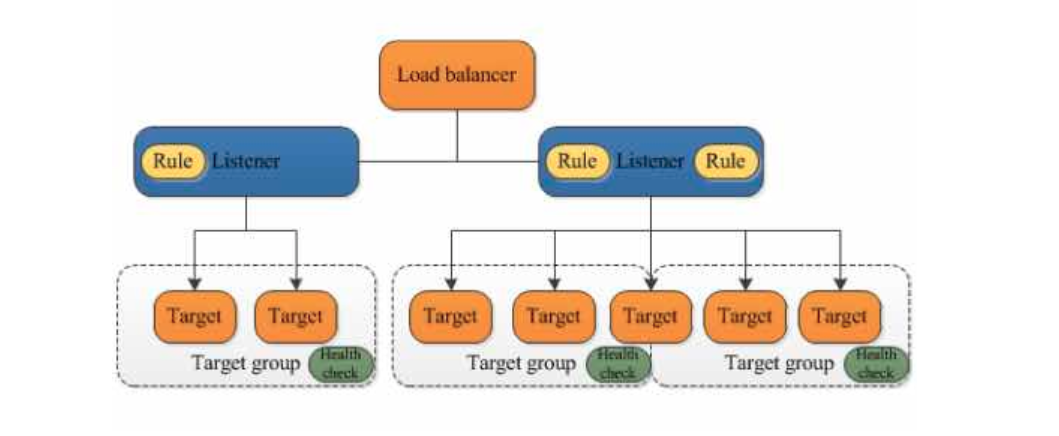 Load balancer
Rule Listener
Rule Listener Rule
Target
Target
Target
Target
Target
Target
Target
Target group
Health
check
Target group
Health
check
Target group
Health
check